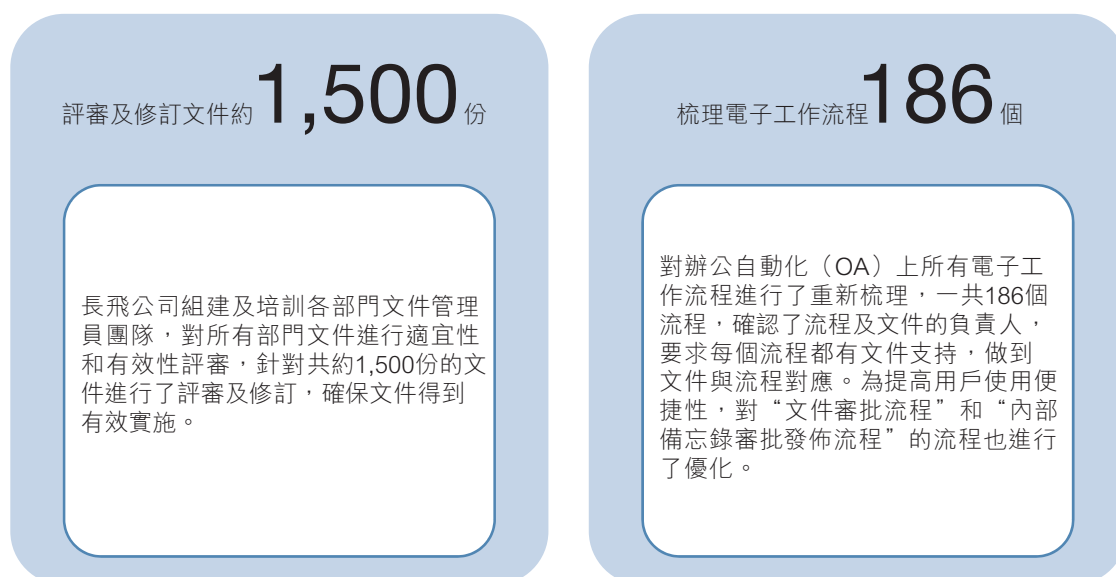 評審及修訂文件約1,500份
長飛公司組建及培訓各部門文件管理
員團隊，對所有部門文件進行適宜性
和有效性評審，針對共約1,500份的文
件進行了評審及修訂，確保文件得到
有效實施。
梳理電子工作流程186個
對辦公自動化（OA）上所有電子工
作流程進行了重新梳理，一共186個
流程，確認了流程及文件的負責人，
要求每個流程都有文件支持，做到
文件與流程對應。為提高用戶使用便
捷性，對“文件審批流程”和“內部
備忘錄審批發佈流程”的流程也進行
了優化。